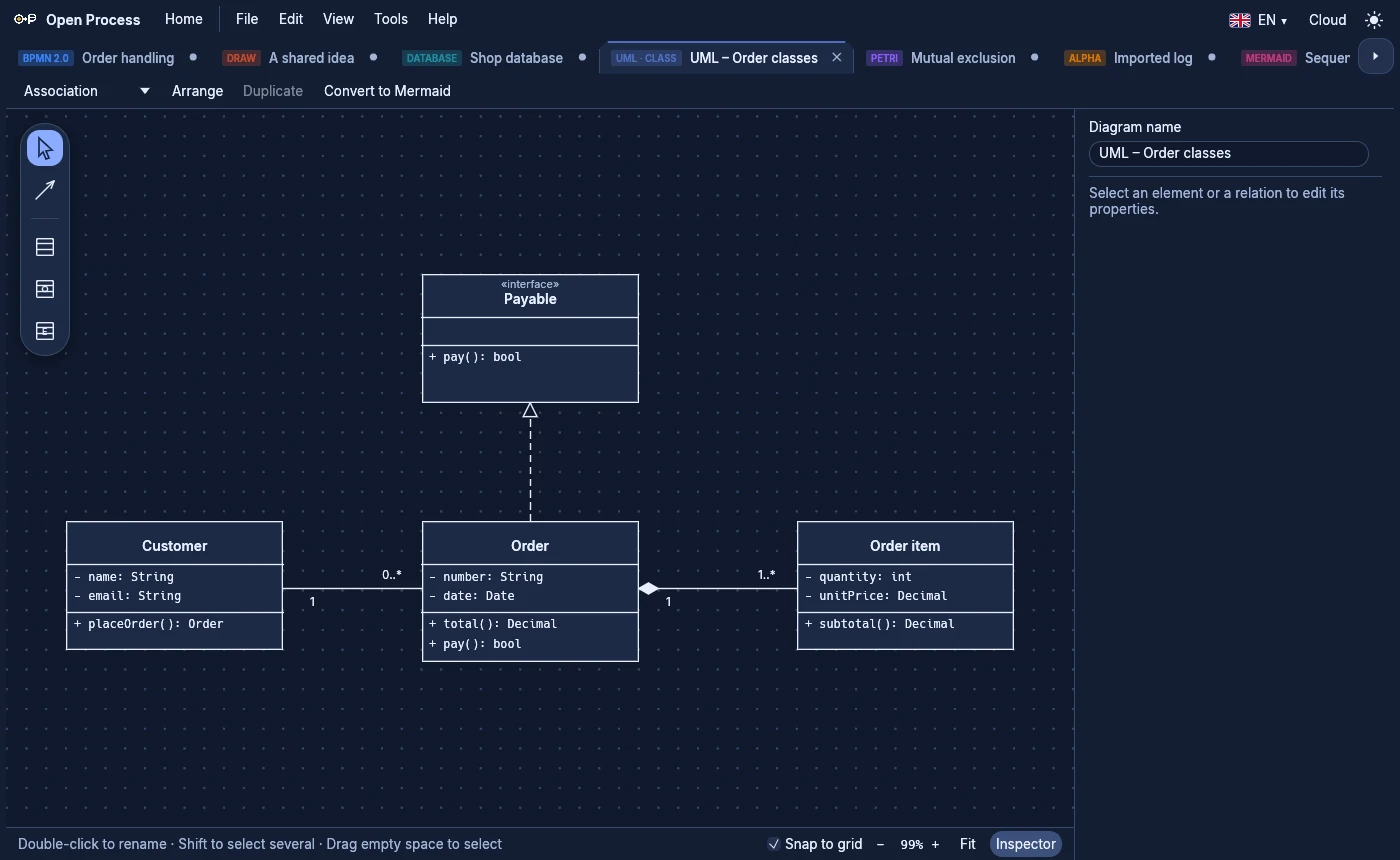 Open Process Home File Edit View Tools Help EN ▾ Cloud
BPMN 2.0 Order handling DRAW A shared idea DATABASE Shop database UML · CLASS UML – Order classes PETRI Mutual exclusion ALPHA Imported log MERMAID Sequer
Association Arrange Duplicate Convert to Mermaid
Diagram name
UML – Order classes
Select an element or a relation to edit its
properties.
E
«interface»
Payable
+ pay(): bool
Customer
- name: String
- email: String
+ placeOrder(): Order
0..*
1
Order
- number: String
- date: Date
+ total(): Decimal
+ pay(): bool
1..*
1
Order item
- quantity: int
- unitPrice: Decimal
+ subtotal(): Decimal
Double-click to rename · Shift to select several · Drag empty space to select
Snap to grid − 99% + Fit Inspector